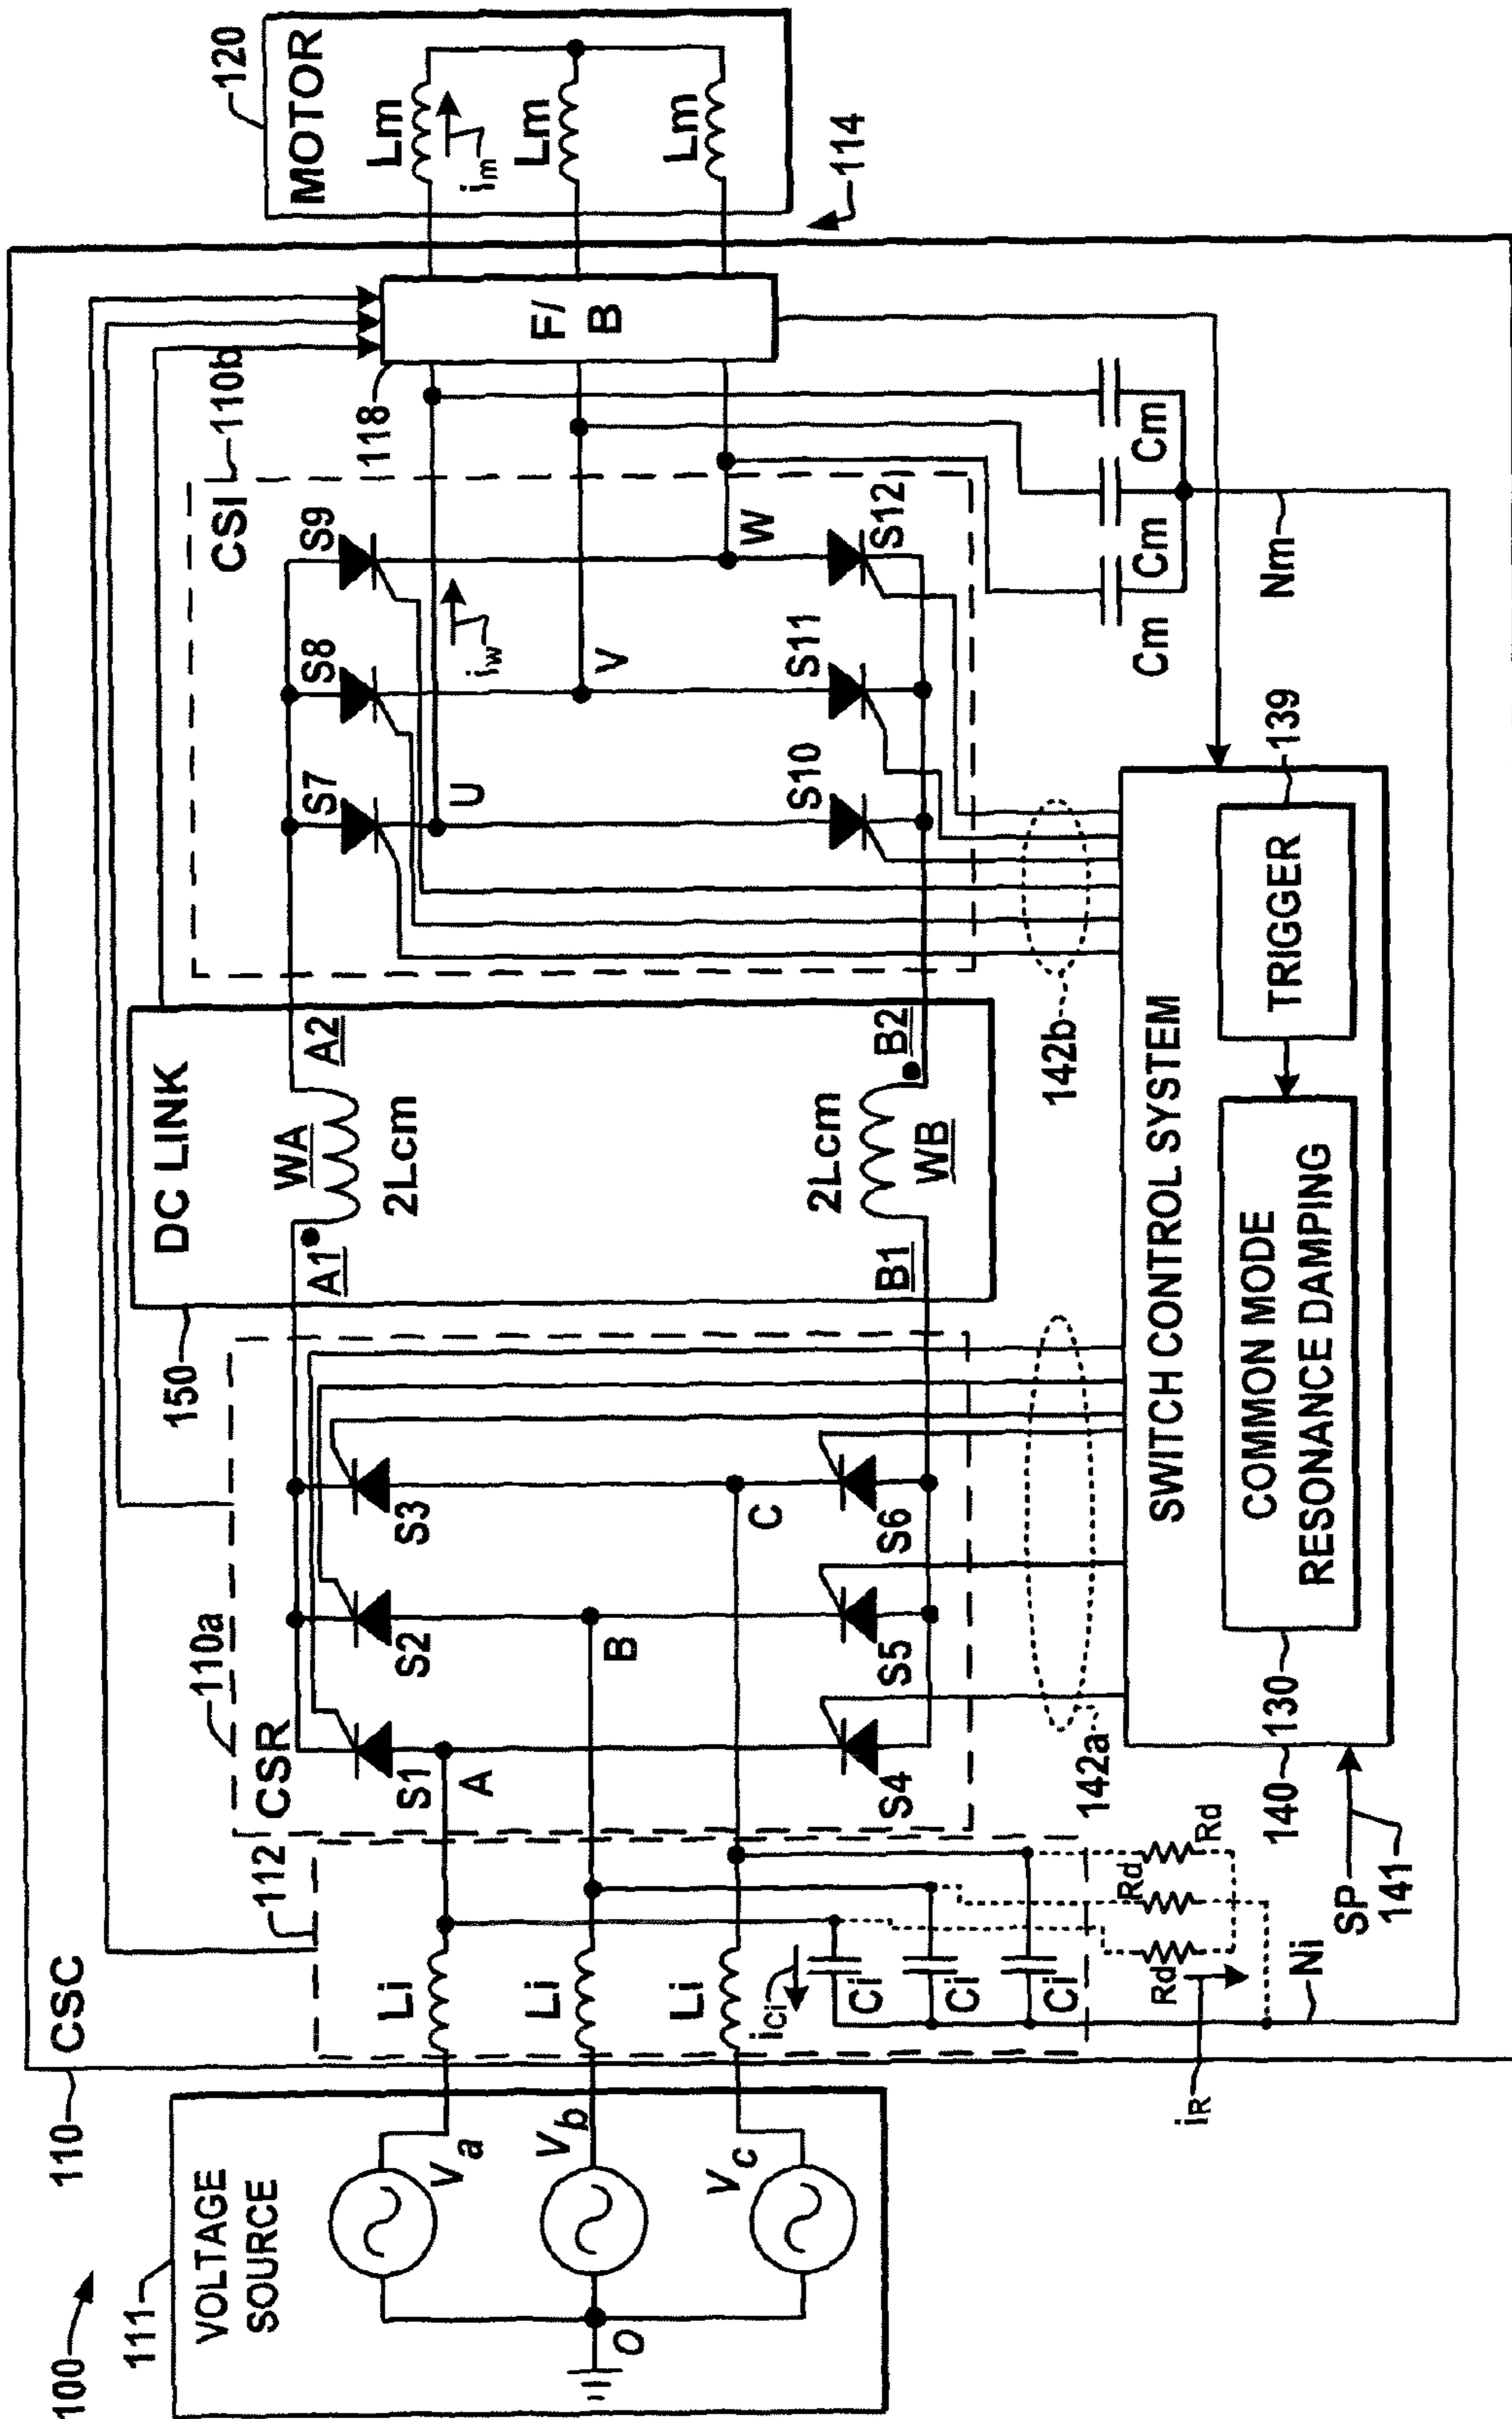 100
111
VOLTAGE
SOURCE
Va
Vb
Vc
O
110
CSC
112
Li
Li
Li
iCi
Ci
Ci
Ci
Rd
Rd
Rd
iR
Ni
110a
CSR
S1
S2
S3
A
B
C
S4
S5
S6
142a
150
DC LINK
A1
WA
A2
2Lcm
2Lcm
B1
WB
B2
110b
CSI
S7
S8
S9
iw
U
V
W
S10
S11
S12
142b
118
F/
B
120
MOTOR
Lm
im
Lm
Lm
114
Cm
Cm
Cm
Nm
SWITCH CONTROL SYSTEM
COMMON MODE
RESONANCE DAMPING
TRIGGER
139
SP
141
140
130